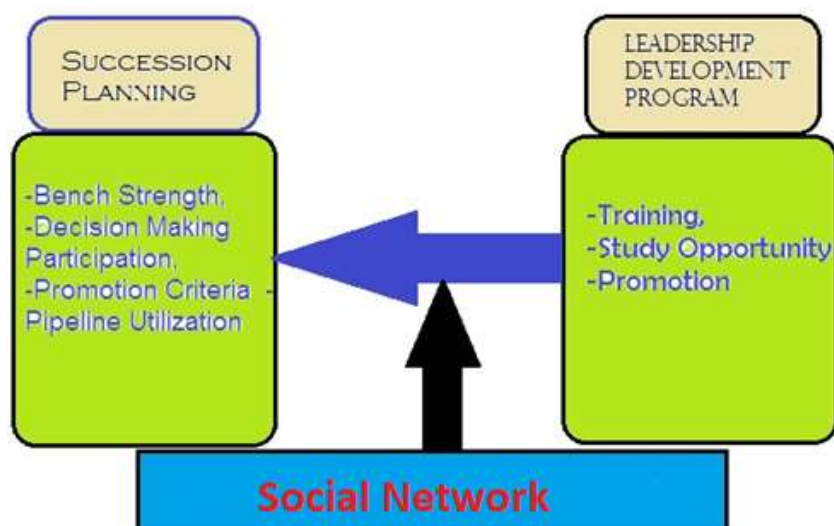 SUCCESSION
PLANNING
-Bench Strength,
-Decision Making
Participation,
-Promotion Criteria -
Pipeline Utilization
LEADERSHIP
DEVELOPMENT
PROGRAM
-Training,
-Study Opportunity
-Promotion
Social Network